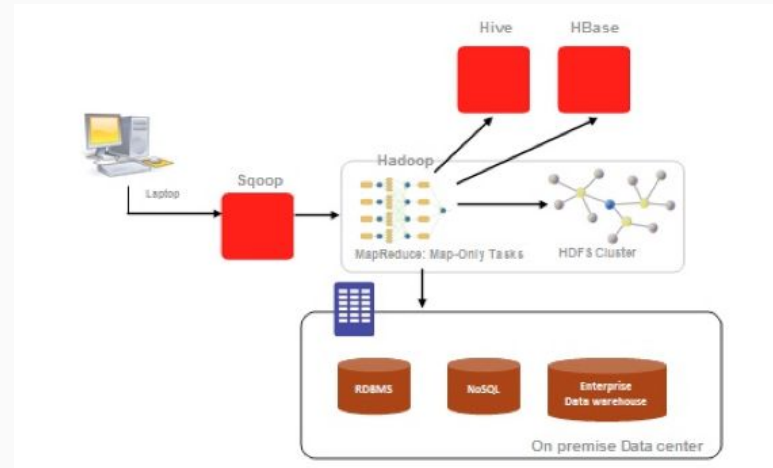 Hive
HBase
Hadoop
Sqoop
Laptop
MapReduce: Map-Only Tasks
HDFS Cluster
RDBMS
NoSQL
Enterprise
Data warehouse
On premise Data center